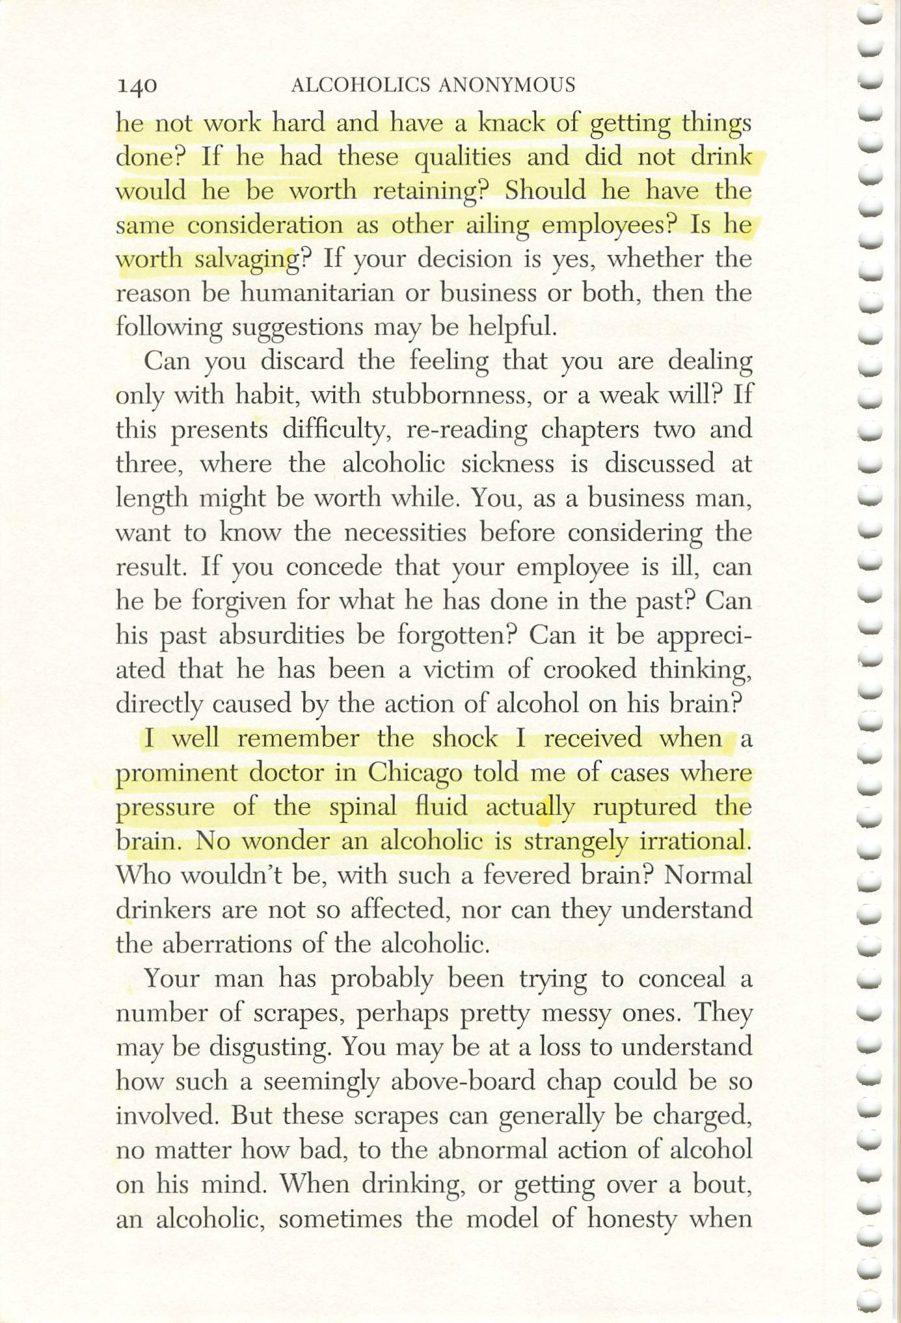 140 ALCOHOLICS ANONYMOUS
he not work hard and have a knack of getting things
done? If he had these qualities and did not drink
would he be worth retaining? Should he have the
same consideration as other ailing employees? Is he
worth salvaging? If your decision is yes, whether the
reason be humanitarian or business or both, then the
following suggestions may be helpful.
Can you discard the feeling that you are dealing
only with habit, with stubbornness, or a weak will? If
this presents difficulty, re-reading chapters two and
three, where the alcoholic sickness is discussed at
length might be worth while. You, as a business man,
want to know the necessities before considering the
result. If you concede that your employee is ill, can
he be forgiven for what he has done in the past? Can
his past absurdities be forgotten? Can it be appreci-
ated that he has been a victim of crooked thinking,
directly caused by the action of alcohol on his brain?
I well remember the shock I received when a
prominent doctor in Chicago told me of cases where
pressure of the spinal fluid actually ruptured the
brain. No wonder an alcoholic is strangely irrational.
Who wouldn't be, with such a fevered brain? Normal
drinkers are not so affected, nor can they understand
the aberrations of the alcoholic.
Your man has probably been trying to conceal a
number of scrapes, perhaps pretty messy ones. They
may be disgusting. You may be at a loss to understand
how such a seemingly above-board chap could be so
involved. But these scrapes can generally be charged,
no matter how bad, to the abnormal action of alcohol
on his mind. When drinking, or getting over a bout,
an alcoholic, sometimes the model of honesty when